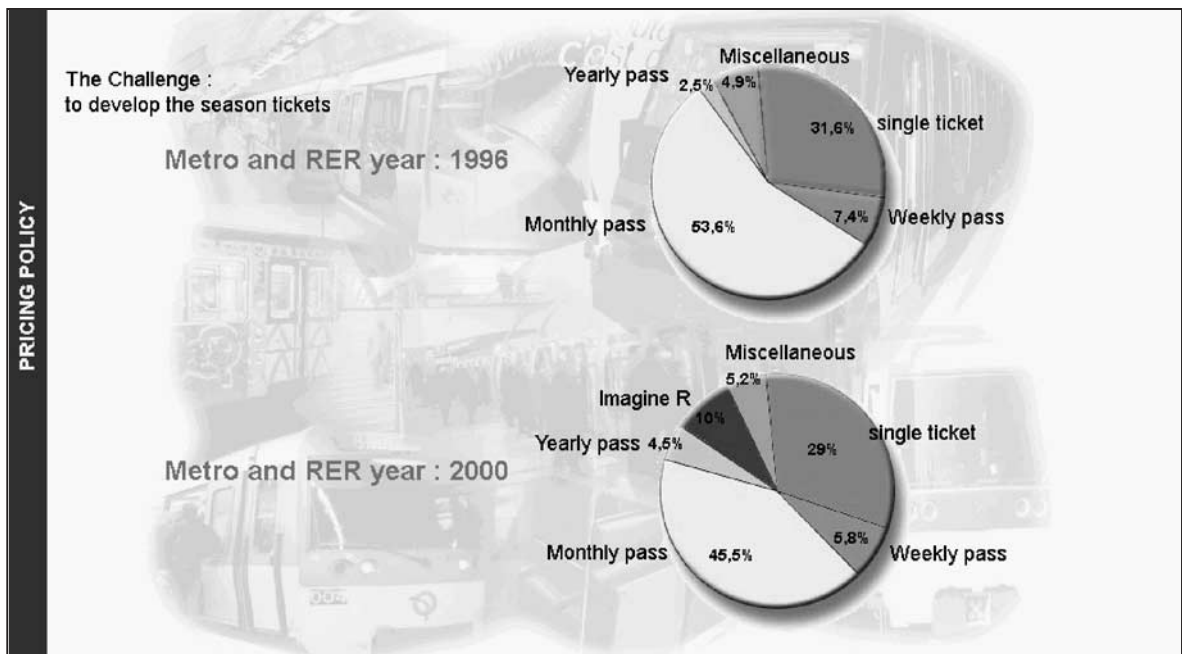 PRICING POLICY
The Challenge :
to develop the season tickets
Metro and RER year : 1996
Miscellaneous
Yearly pass
2,5%
4,9%
31,6%
single ticket
Monthly pass
53,6%
7,4%
Weekly pass
Metro and RER year : 2000
Miscellaneous
5,2%
Imagine R
10%
single ticket
Yearly pass
4,5%
29%
Monthly pass
45,5%
5,8%
Weekly pass